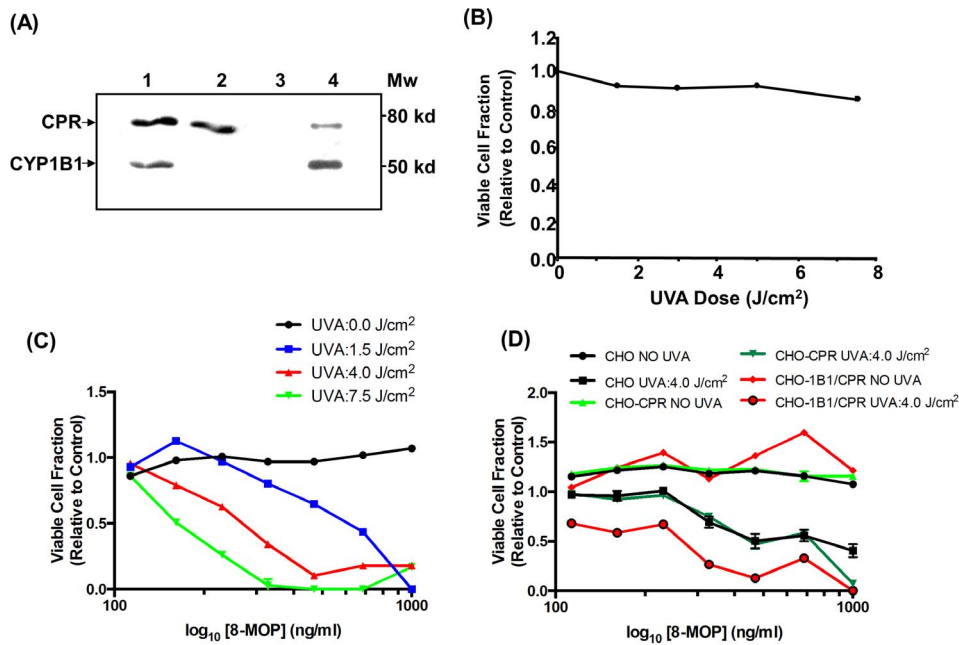 (A)
1 2 3 4 Mw
CPR
80 kd
CYP1B1
50 kd
(B)
Viable Cell Fraction
(Relative to Control)
1.2
1.0
0.8
0.6
0.4
0.2
0.0
0 2 4 6 8
UVA Dose (J/cm²)
(C)
UVA:0.0 J/cm²
UVA:1.5 J/cm²
UVA:4.0 J/cm²
UVA:7.5 J/cm²
Viable Cell Fraction
(Relative to Control)
1.5
1.0
0.5
0.0
100 1000
log₁₀ [8-MOP] (ng/ml)
(D)
CHO NO UVA
CHO UVA:4.0 J/cm²
CHO-CPR NO UVA
CHO-CPR UVA:4.0 J/cm²
CHO-1B1/CPR NO UVA
CHO-1B1/CPR UVA:4.0 J/cm²
Viable Cell Fraction
(Relative to Control)
2.0
1.5
1.0
0.5
0.0
100 1000
log₁₀ [8-MOP] (ng/ml)